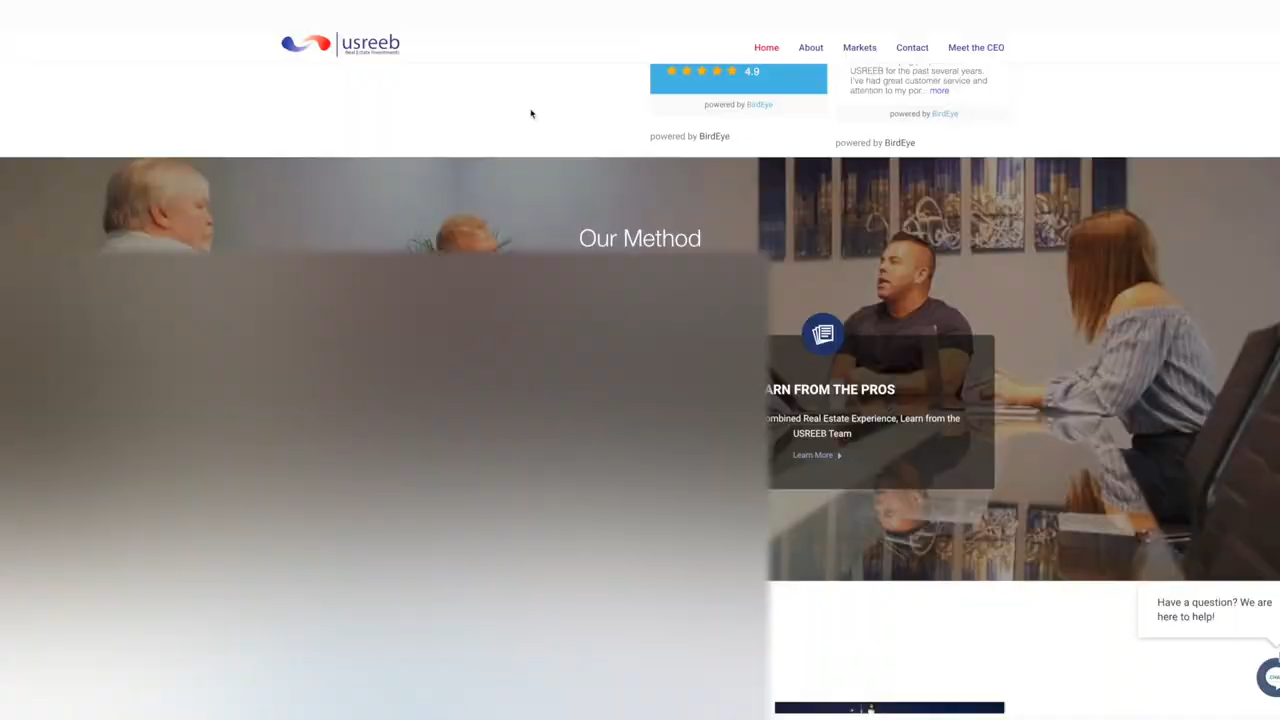 usreeb
Real Estate Investments
Home
About
Markets
Contact
Meet the CEO
4.9
powered by BirdEye
powered by BirdEye
USREEB for the past several years.
I've had great customer service and
attention to my por... more
powered by BirdEye
powered by BirdEye
Our Method
ARN FROM THE PROS
ombined Real Estate Experience, Learn from the
USREEB Team
Learn More
Have a question? We are
here to help!